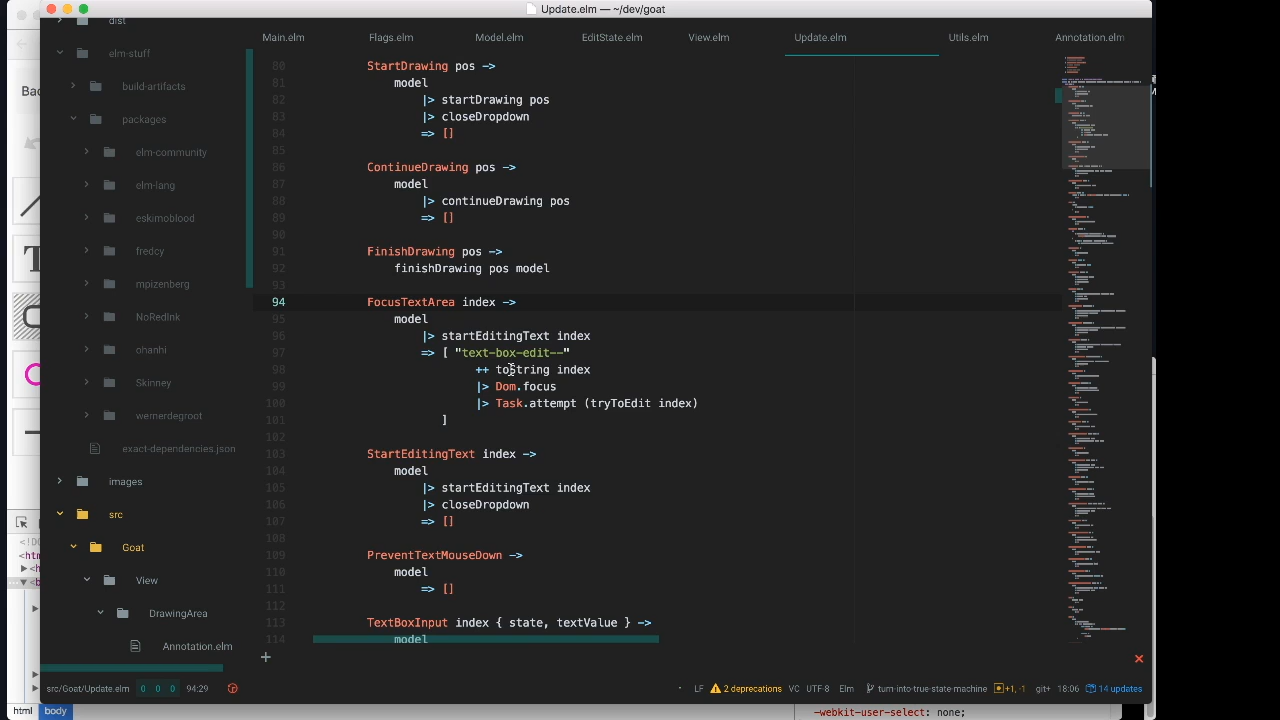 Update.elm — ~/dev/goat
Main.elm Flags.elm Model.elm EditState.elm View.elm Update.elm Utils.elm Annotation.elm
dist
elm-stuff
build-artifacts
packages
elm-community
elm-lang
eskimoblood
fredcy
mpizenberg
NoRedInk
ohanhi
Skinney
wernerdegroot
exact-dependencies.json
images
src
Goat
View
DrawingArea
Annotation.elm
80 StartDrawing pos ->
81 model
82 |> startDrawing pos
83 |> closeDropdown
84 => []
85
86 ContinueDrawing pos ->
87 model
88 |> continueDrawing pos
89 => []
90
91 FinishDrawing pos ->
92 finishDrawing pos model
93
94 FocusTextArea index ->
95 model
96 |> startEditingText index
97 => [ "text-box-edit--"
98 ++ toString index
99 |> Dom.focus
100 |> Task.attempt (tryToEdit index)
101 ]
102
103 StartEditingText index ->
104 model
105 |> startEditingText index
106 |> closeDropdown
107 => []
108
109 PreventTextMouseDown ->
110 model
111 => []
112
113 TextBoxInput index { state, textValue } ->
114 model
src/Goat/Update.elm 0 0 0 94:29 LF 2 deprecations VC UTF-8 Elm turn-into-true-state-machine +1, -1 git+ 18:06 14 updates
html body
-webkit-user-select: none;